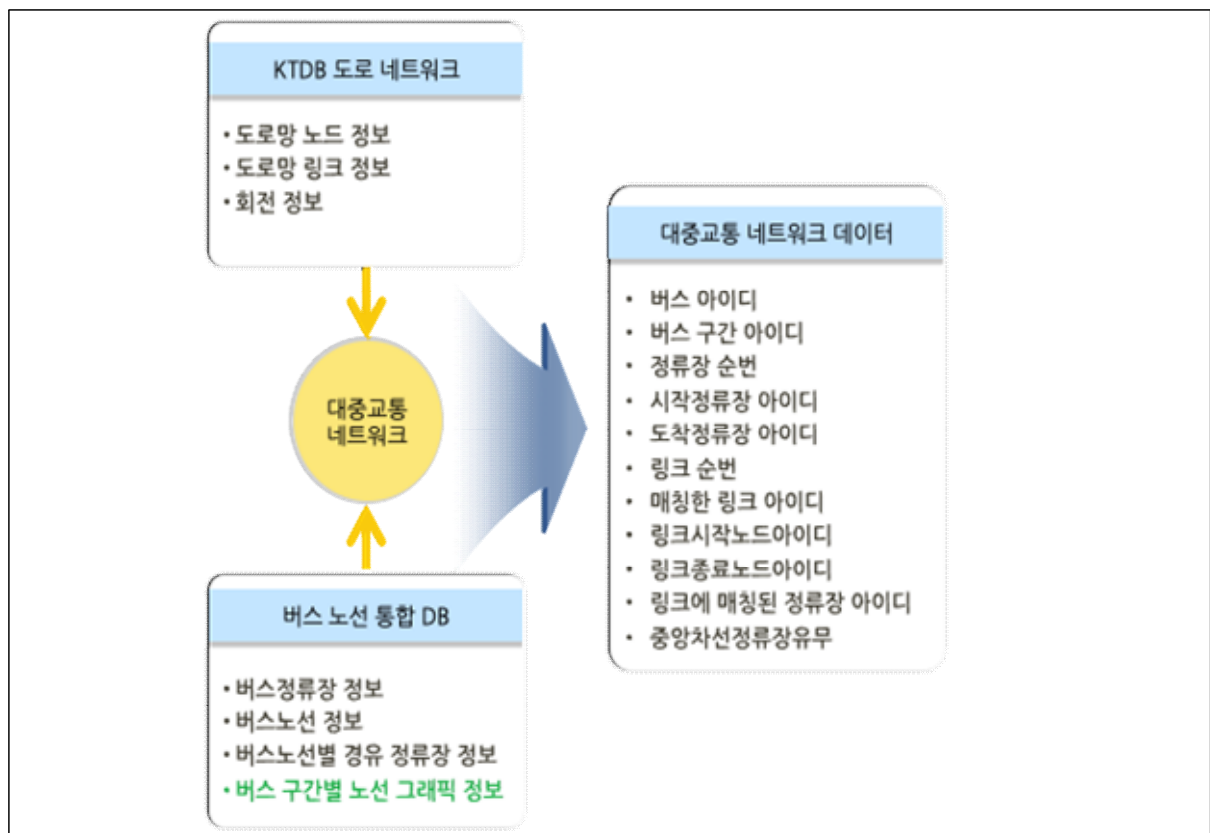 KTDB 도로 네트워크
• 도로망 노드 정보
• 도로망 링크 정보
• 회전 정보
대중교통
네트워크
버스 노선 통합 DB
• 버스정류장 정보
• 버스노선 정보
• 버스노선별 경유 정류장 정보
• 버스 구간별 노선 그래픽 정보
대중교통 네트워크 데이터
• 버스 아이디
• 버스 구간 아이디
• 정류장 순번
• 시작정류장 아이디
• 도착정류장 아이디
• 링크 순번
• 매칭한 링크 아이디
• 링크시작노드아이디
• 링크종료노드아이디
• 링크에 매칭된 정류장 아이디
• 중앙차선정류장유무